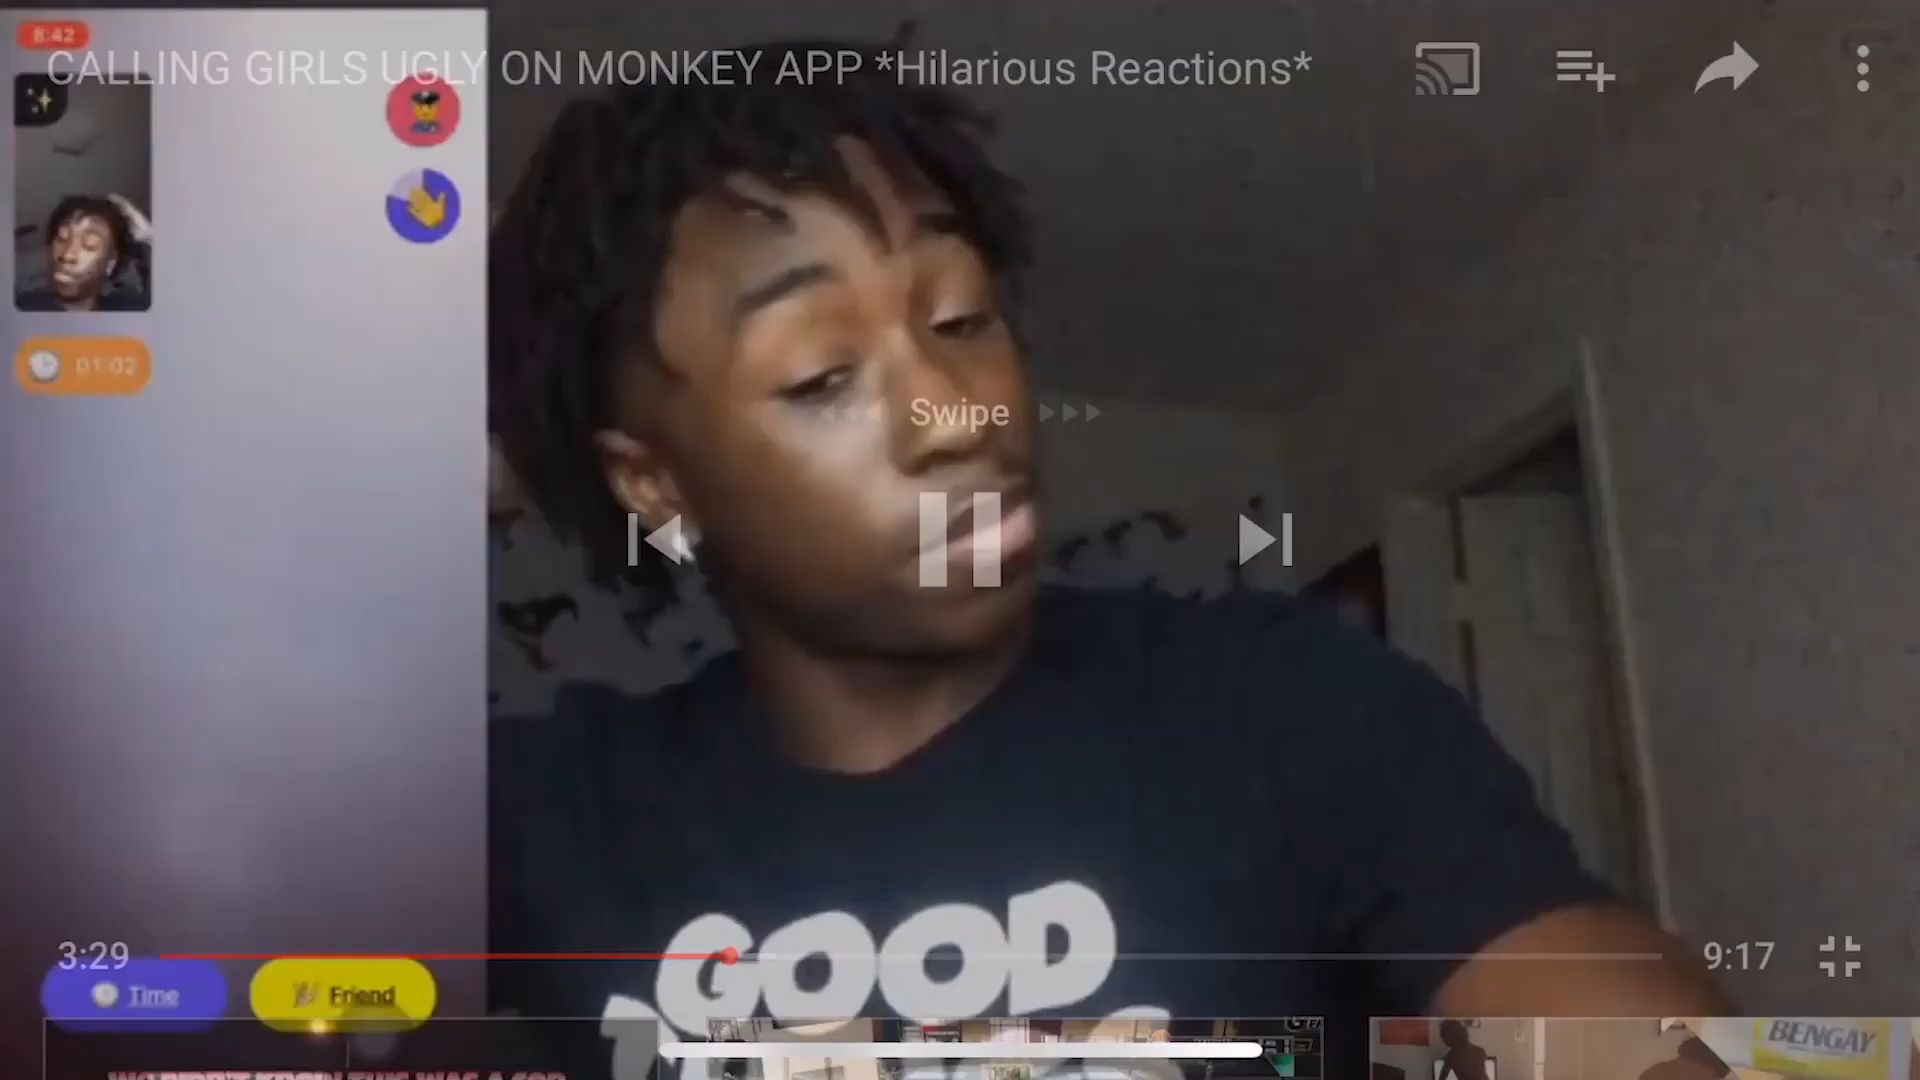 8:42
CALLING GIRLS UGLY ON MONKEY APP *Hilarious Reactions*
01:02
Swipe
GOOD
3:29
9:17
Time
Friend
BENGAY